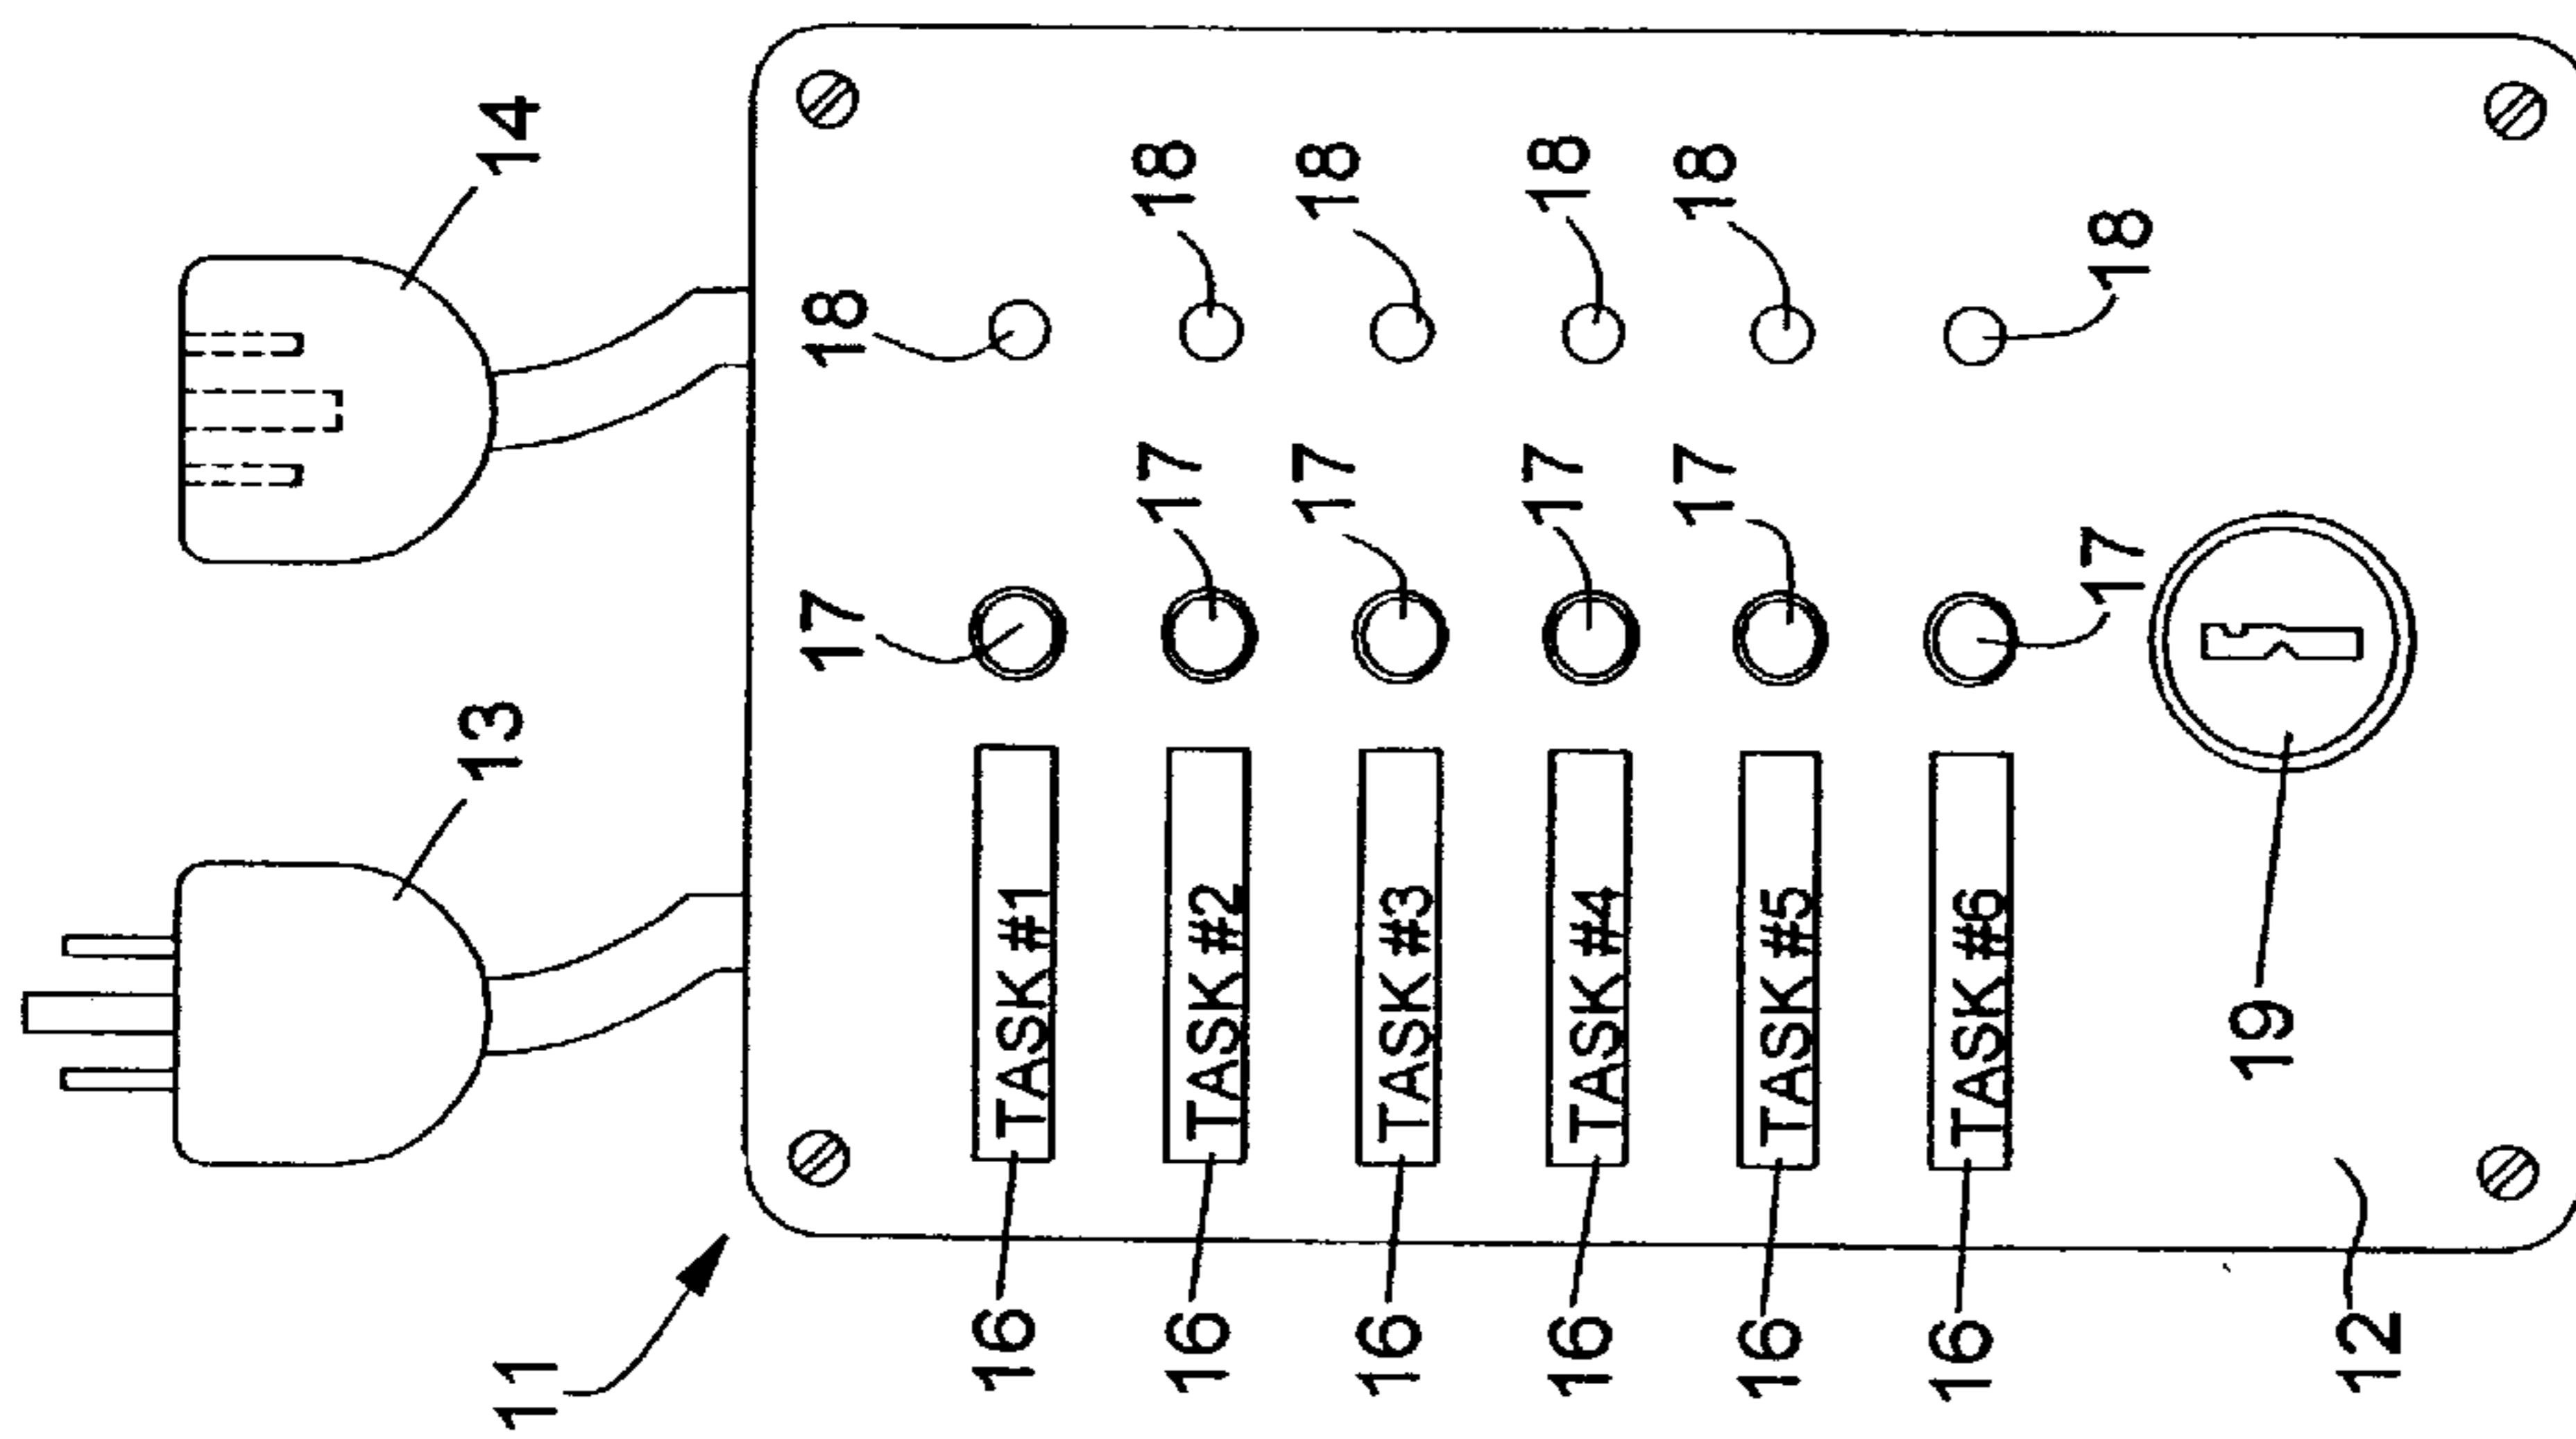 11 13 14
17 18
16 TASK #1
16 TASK #2 17 18
16 TASK #3 17 18
16 TASK #4 17 18
16 TASK #5 17 18
16 TASK #6
17 18
19
12